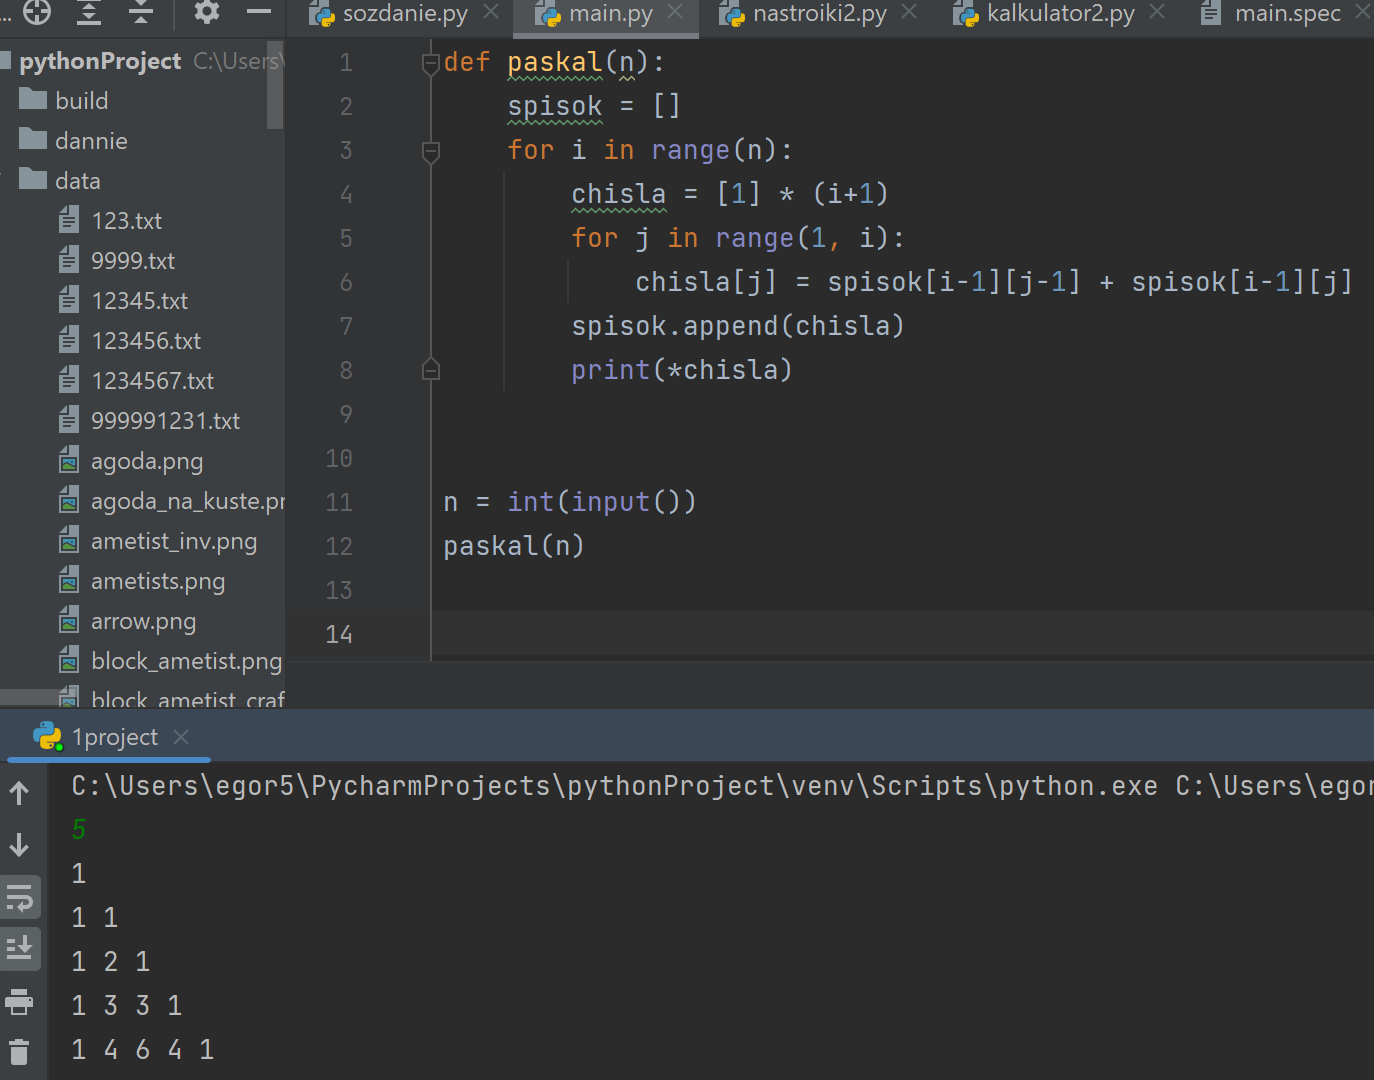 ...
sozdanie.py main.py nastroiki2.py kalkulator2.py main.spec
pythonProject C:\Users\
build
dannie
data
123.txt
9999.txt
12345.txt
123456.txt
1234567.txt
999991231.txt
agoda.png
agoda_na_kuste.pr
ametist_inv.png
ametists.png
arrow.png
block_ametist.png
block_ametist_craf
1 def paskal(n):
2 spisok = []
3 for i in range(n):
4 chisla = [1] * (i+1)
5 for j in range(1, i):
6 chisla[j] = spisok[i-1][j-1] + spisok[i-1][j]
7 spisok.append(chisla)
8 print(*chisla)
9
10
11 n = int(input())
12 paskal(n)
13
14
1project
C:\Users\egor5\PycharmProjects\pythonProject\venv\Scripts\python.exe C:\Users\egor
5
1
1 1
1 2 1
1 3 3 1
1 4 6 4 1